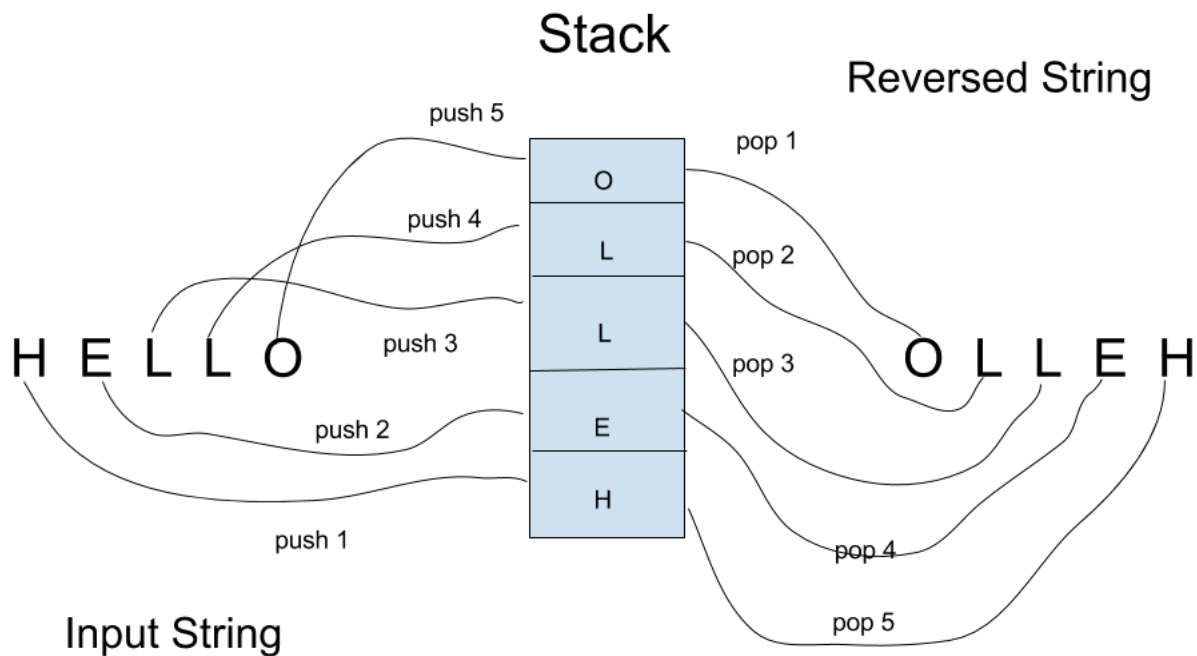 Stack
Reversed String
push 5
pop 1
O
push 4
L
pop 2
push 3
L
pop 3
H E L L O
O L L E H
push 2
E
H
push 1
pop 4
pop 5
Input String